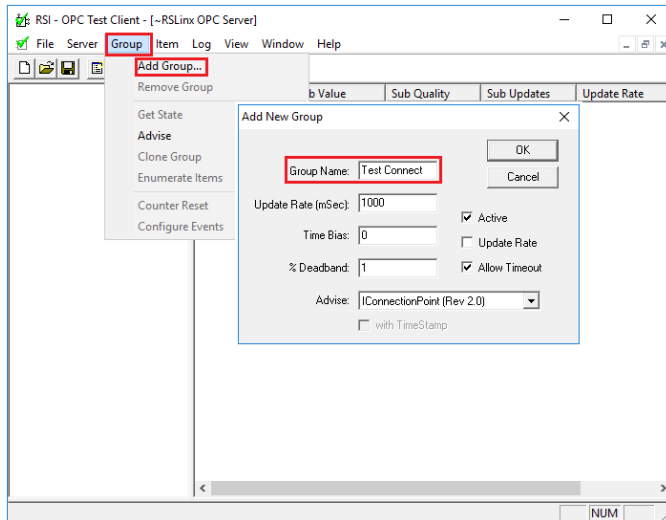 RSI - OPC Test Client - [~RSLinx OPC Server]
File Server Group Item Log View Window Help
Add Group...
Remove Group
Get State
Advise
Clone Group
Enumerate Items
Counter Reset
Configure Events
b Value Sub Quality Sub Updates Update Rate
Add New Group
Group Name: Test Connect
Update Rate (mSec): 1000
Time Bias: 0
% Deadband: 1
Advise: IConnectionPoint (Rev 2.0)
with TimeStamp
OK
Cancel
Active
Update Rate
Allow Timeout
NUM